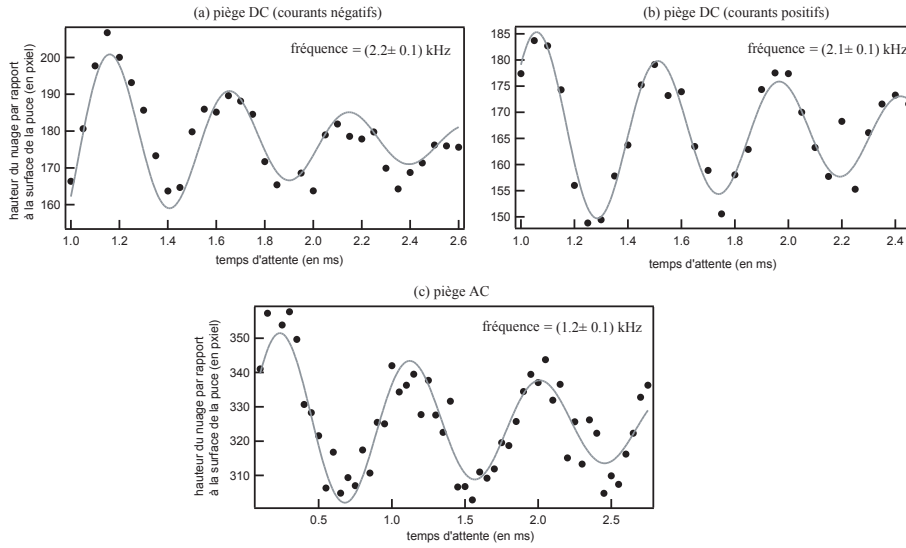 (a) piège DC (courants négatifs)
fréquence = (2.2± 0.1) kHz
hauteur du nuage par rapport
à la surface de la puce (en pxiel)
200
190
180
170
160
1.0 1.2 1.4 1.6 1.8 2.0 2.2 2.4 2.6
temps d'attente (en ms)
(b) piège DC (courants positifs)
fréquence = (2.1± 0.1) kHz
185
180
175
170
165
160
155
150
1.0 1.2 1.4 1.6 1.8 2.0 2.2 2.4
temps d'attente (en ms)
(c) piège AC
fréquence = (1.2± 0.1) kHz
hauteur du nuage par rapport
à la surface de la puce (en pxiel)
350
340
330
320
310
0.5 1.0 1.5 2.0 2.5
temps d'attente (en ms)